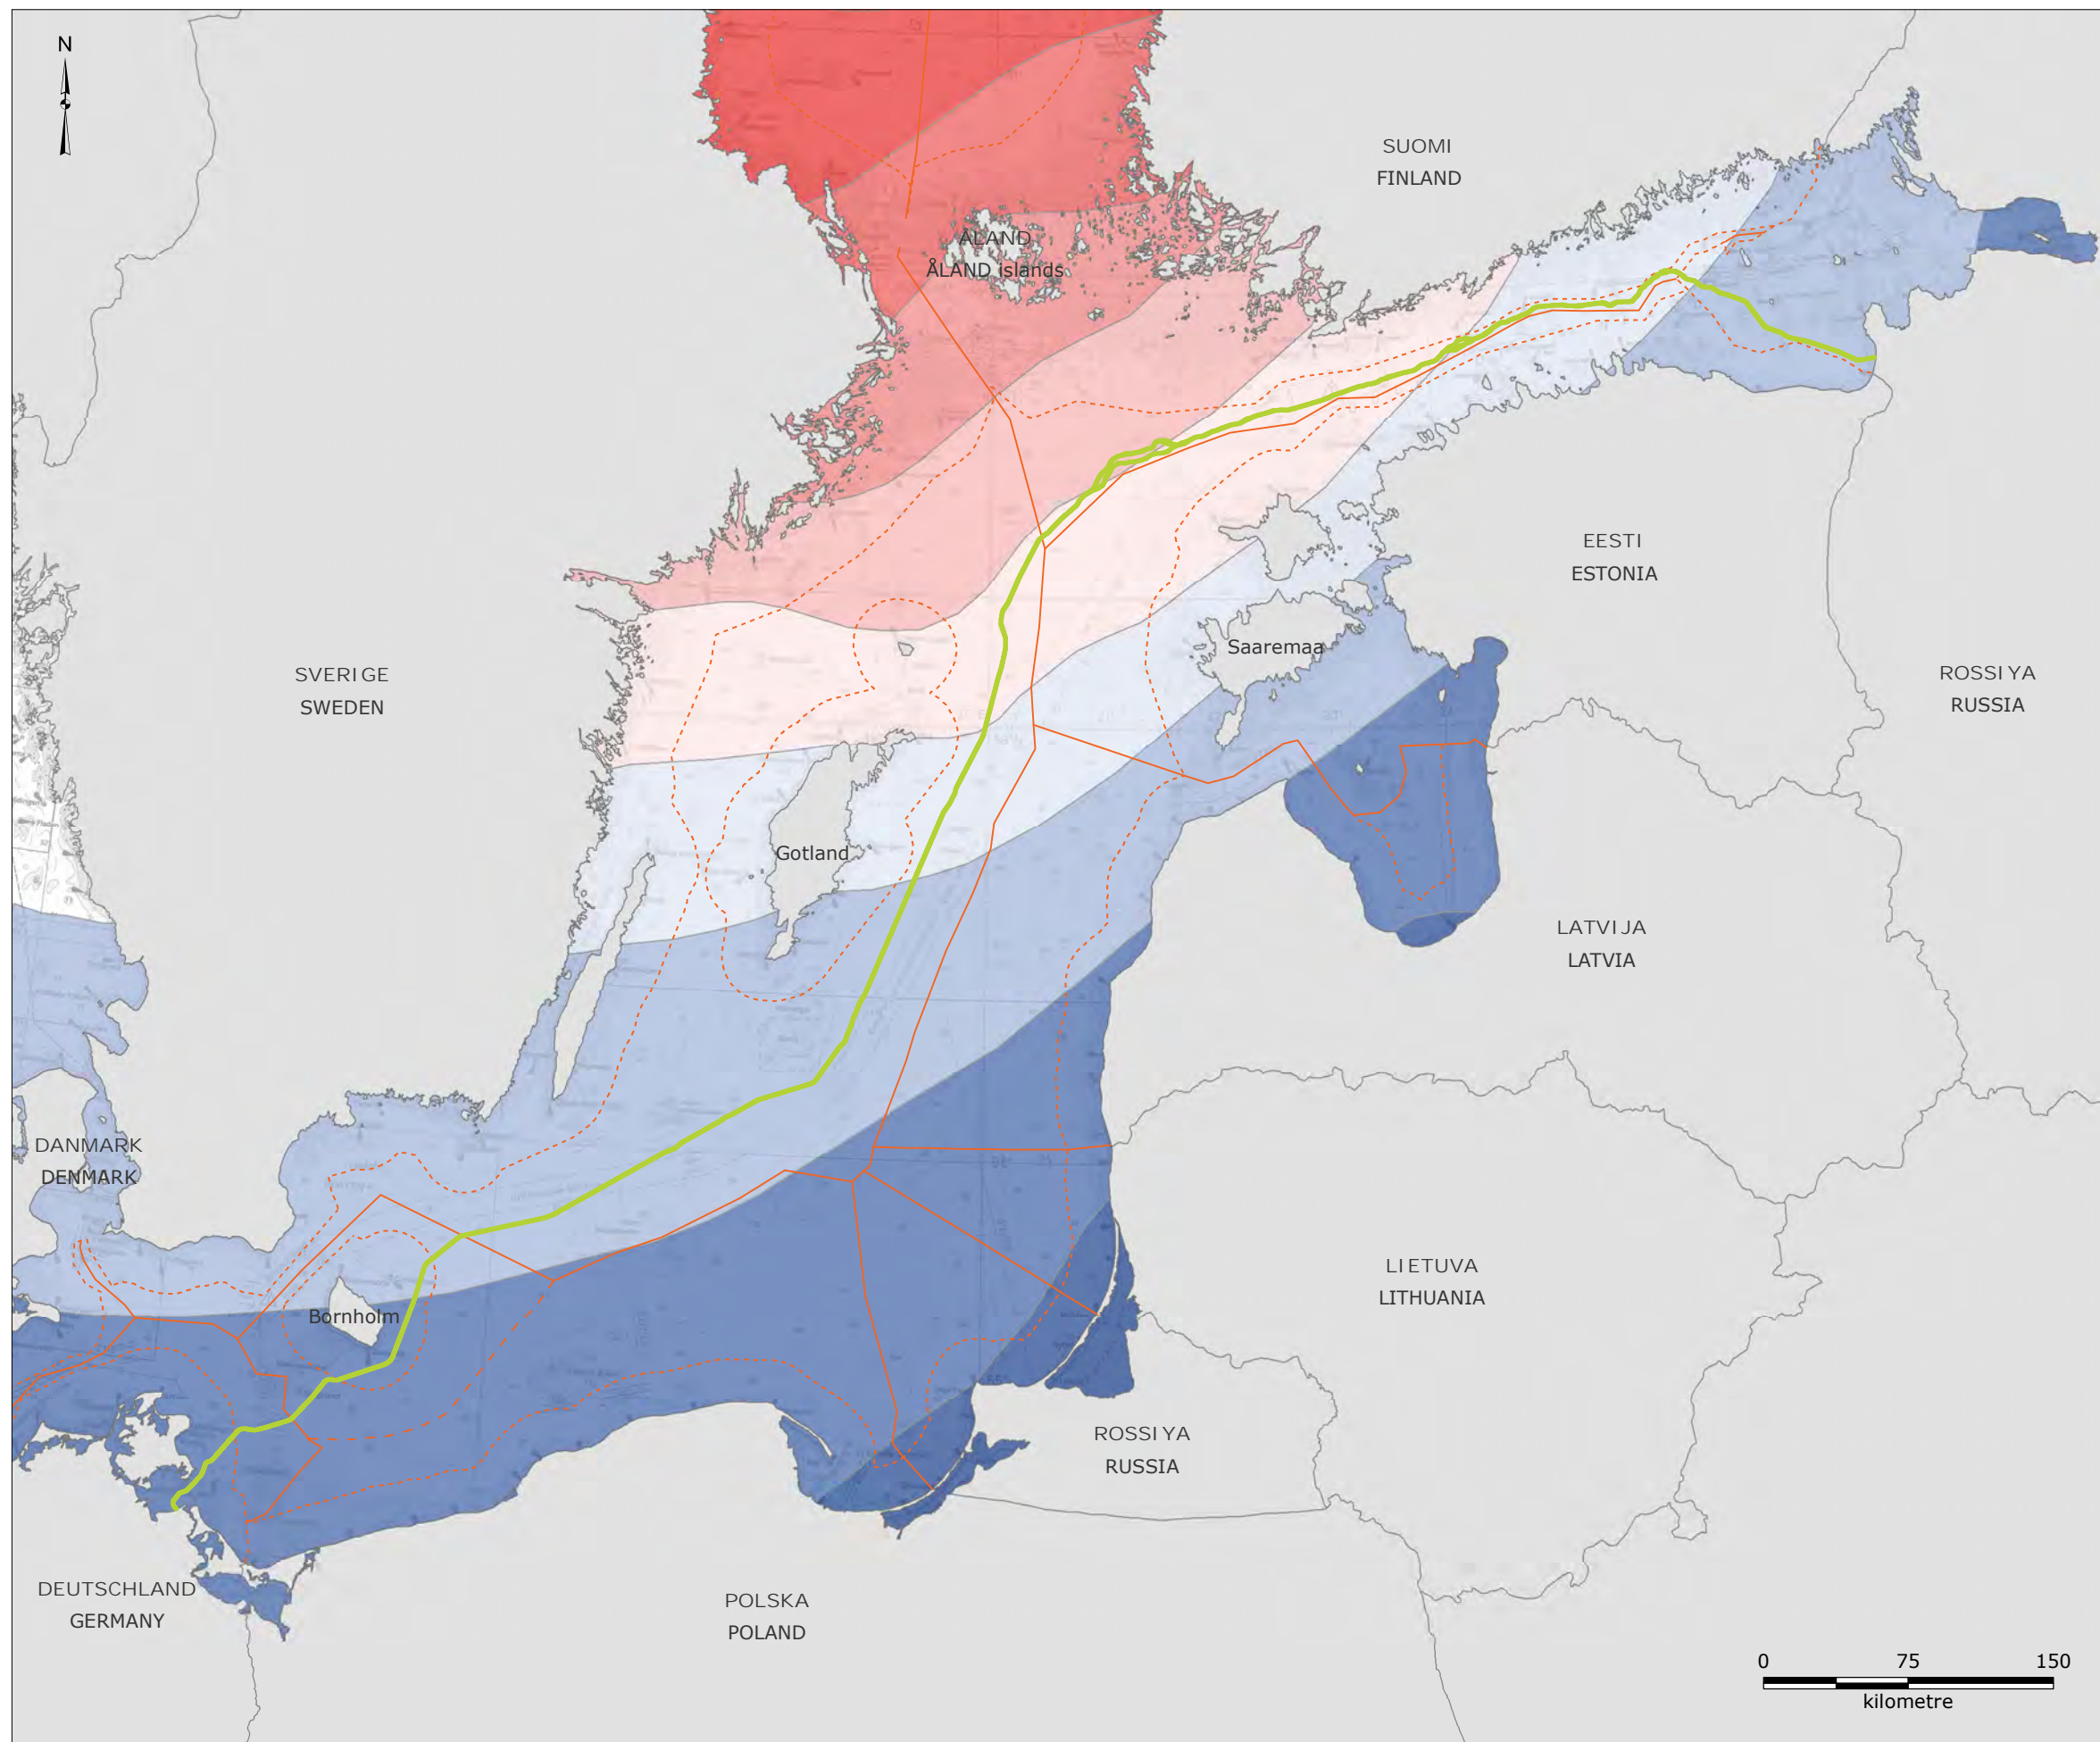 N
SUOMI
FINLAND
ÅLAND
ÅLAND islands
EESTI
ESTONIA
Saaremaa
SVERIGE
SWEDEN
ROSSIYA
RUSSIA
Gotland
LATVIJA
LATVIA
DANMARK
DENMARK
LIETUVA
LITHUANIA
Bornholm
ROSSIYA
RUSSIA
DEUTSCHLAND
GERMANY
POLSKA
POLAND
0 75 150
kilometre